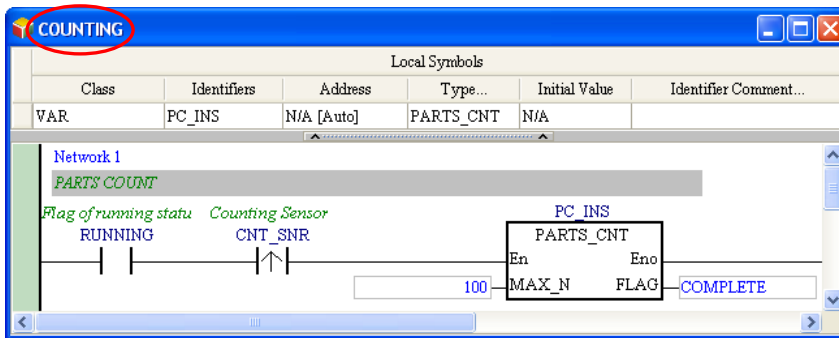 COUNTING
Local Symbols
Class Identifiers Address Type... Initial Value Identifier Comment...
VAR PC_INS N/A [Auto] PARTS_CNT N/A
Network 1
PARTS COUNT
Flag of running statu Counting Sensor PC_INS
RUNNING CNT_SNR PARTS_CNT
En Eno
100 MAX_N FLAG COMPLETE